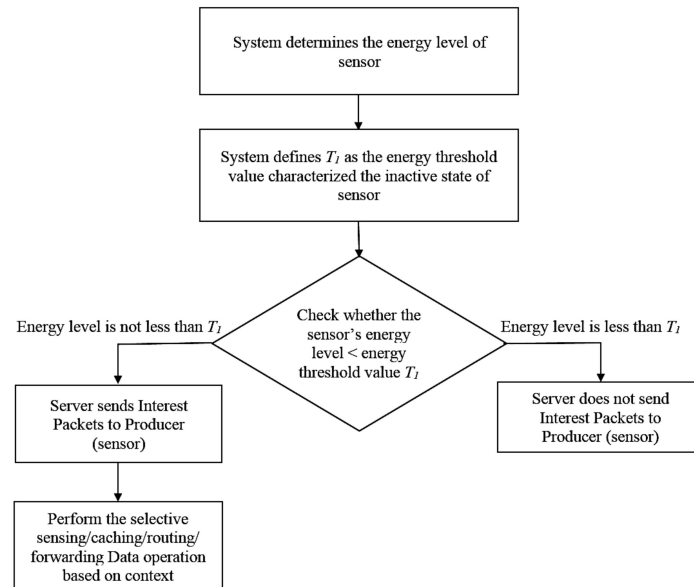 System determines the energy level of
sensor
System defines T₁ as the energy threshold
value characterized the inactive state of
sensor
Check whether the
sensor's energy
level < energy
threshold value T₁
Energy level is not less than T₁
Energy level is less than T₁
Server sends Interest
Packets to Producer
(sensor)
Server does not send
Interest Packets to
Producer (sensor)
Perform the selective
sensing/caching/routing/
forwarding Data operation
based on context